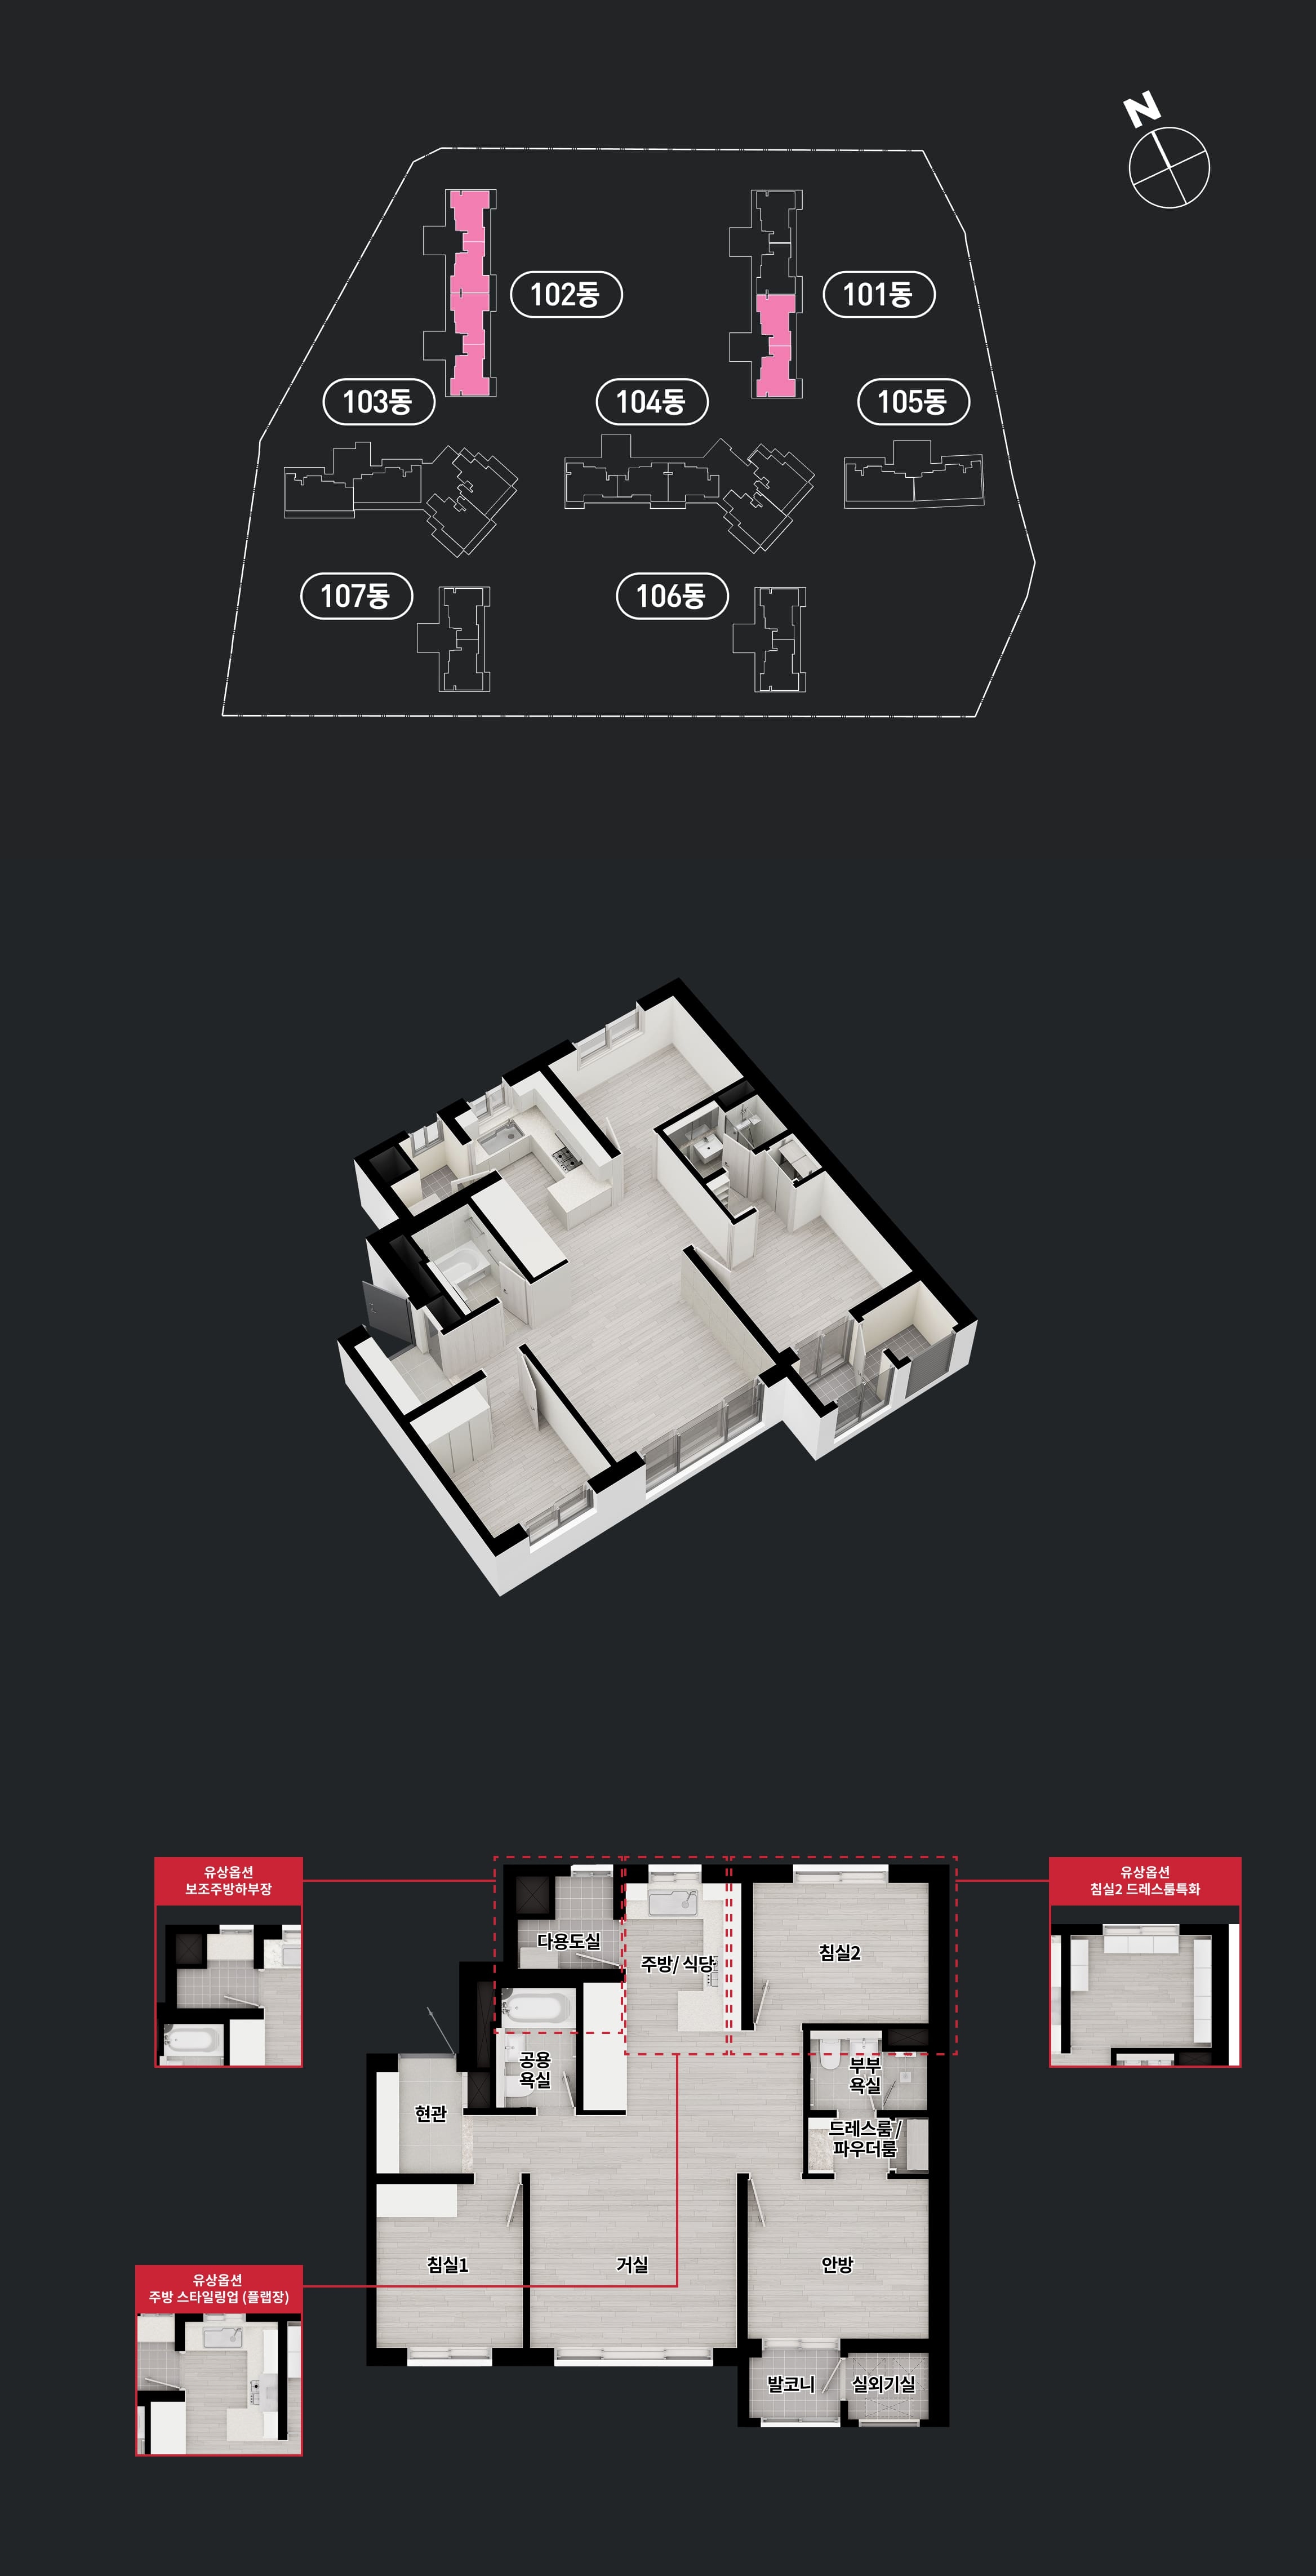 N
102동
101동
103동
104동
105동
107동
106동
유상옵션
보조주방하부장
유상옵션
침실2 드레스룸특화
다용도실
주방/ 식당
침실2
공용
욕실
부부
욕실
현관
드레스룸/
파우더룸
침실1
거실
안방
유상옵션
주방 스타일링업 (플랩장)
발코니
실외기실